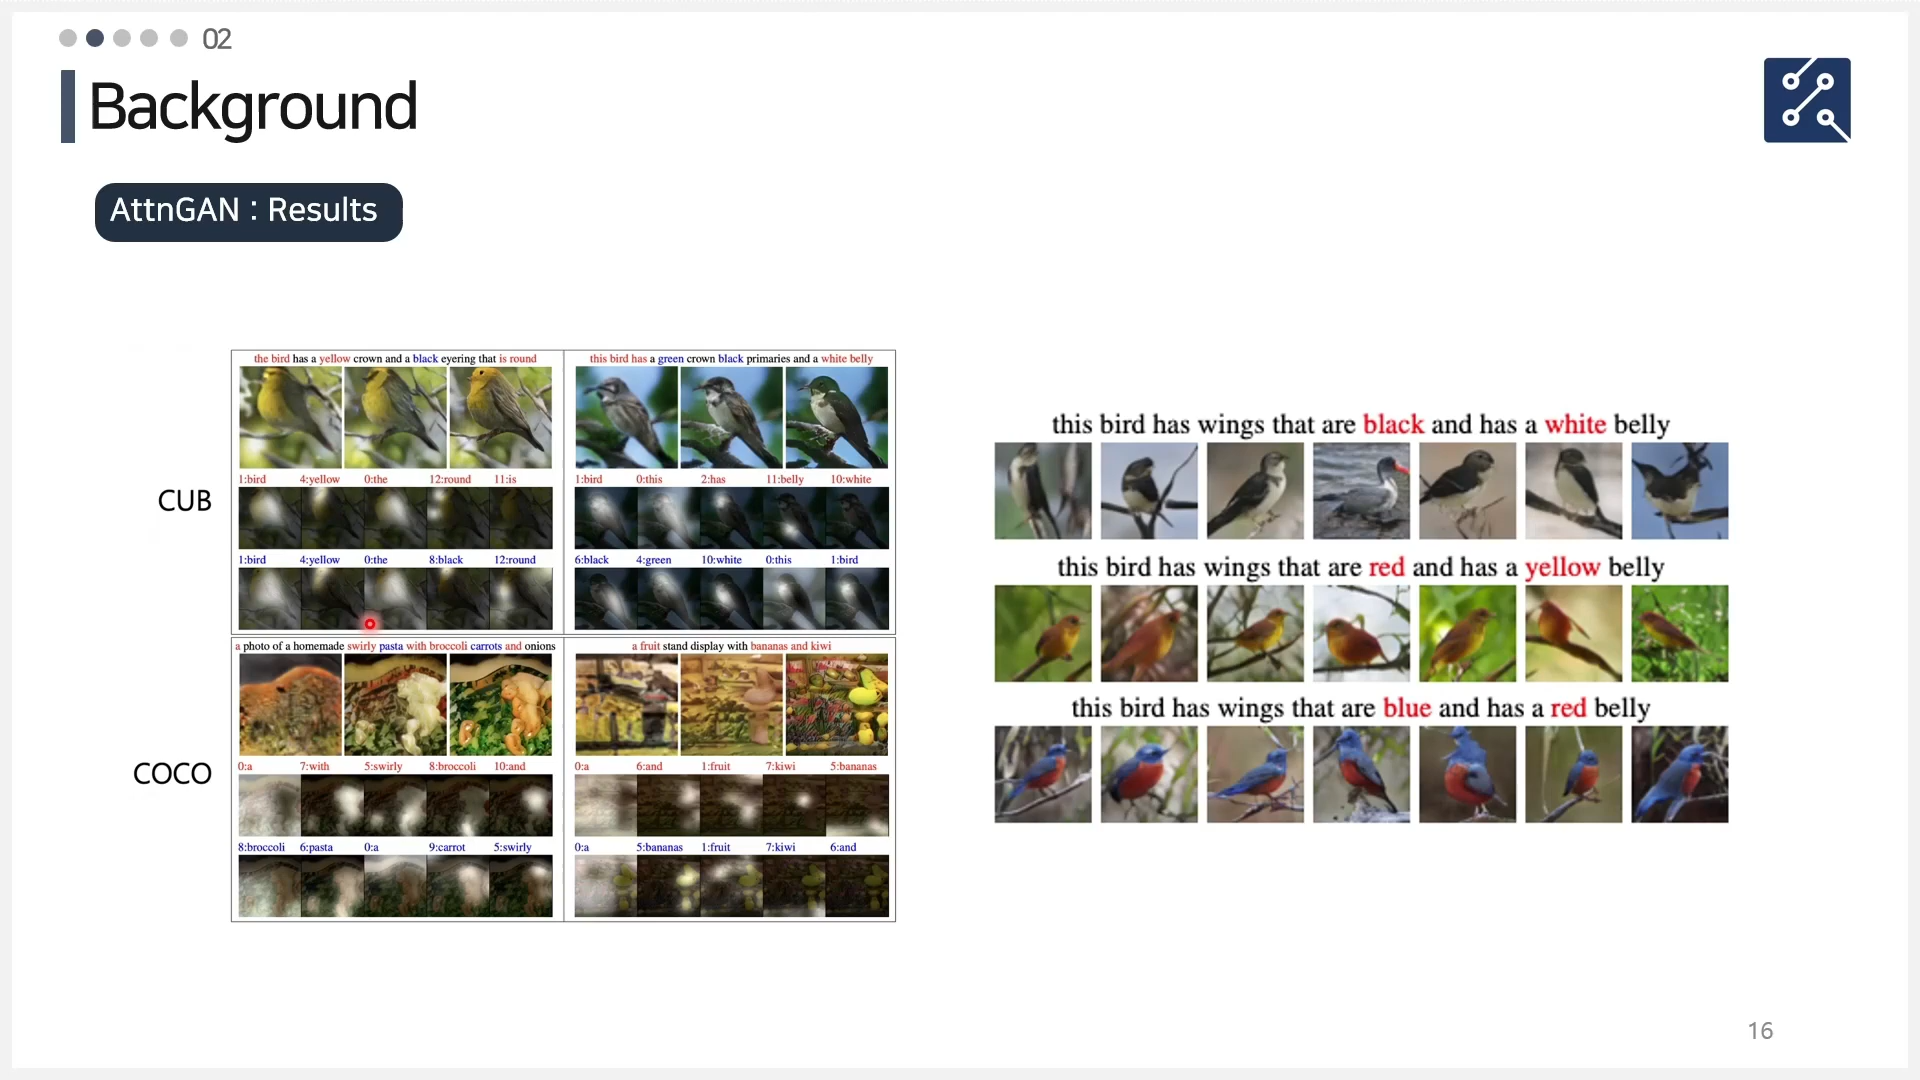 02
Background
AttnGAN : Results
CUB
the bird has a yellow crown and a black eyering that is round
1:bird 4:yellow 0:the 12:round 11:is
1:bird 4:yellow 0:the 8:black 12:round
this bird has a green crown black primaries and a white belly
1:bird 0:this 2:has 11:belly 10:white
6:black 4:green 10:white 0:this 1:bird
COCO
a photo of a homemade swirly pasta with broccoli carrots and onions
0:a 7:with 5:swirly 8:broccoli 10:and
8:broccoli 6:pasta 0:a 9:carrot 5:swirly
a fruit stand display with bananas and kiwi
0:a 6:and 1:fruit 7:kiwi 5:bananas
0:a 5:bananas 1:fruit 7:kiwi 6:and
this bird has wings that are black and has a white belly
this bird has wings that are red and has a yellow belly
this bird has wings that are blue and has a red belly
16